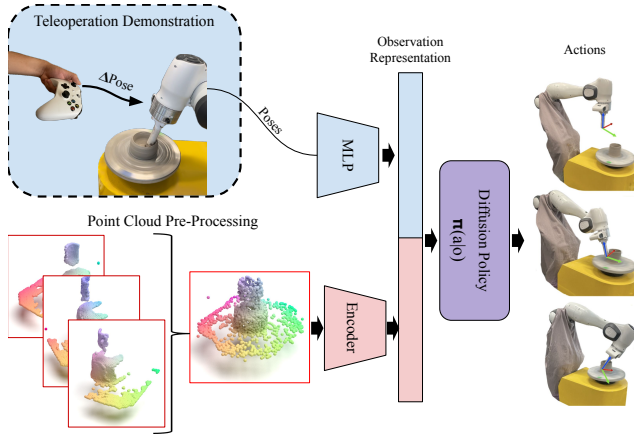 Teleoperation Demonstration
ΔPose
Poses
MLP
Observation
Representation
Actions
Point Cloud Pre-Processing
Encoder
Diffusion Policy
π(a|o)